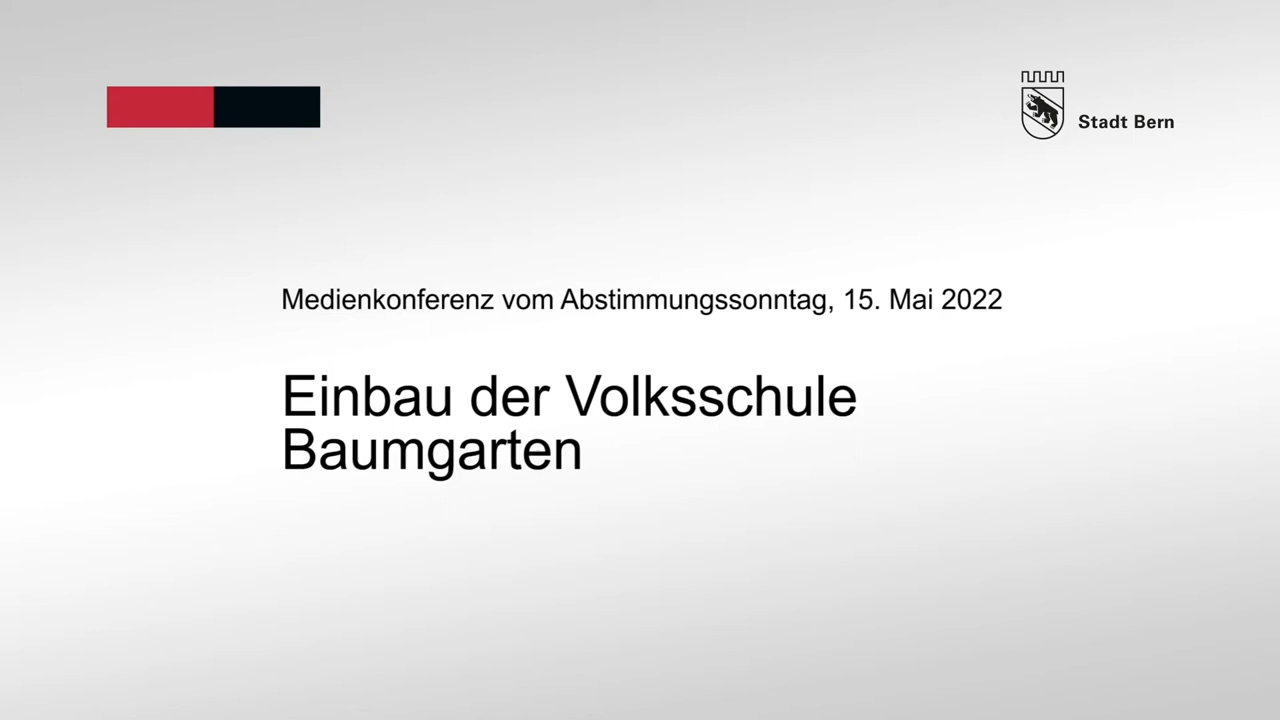 Stadt Bern
Medienkonferenz vom Abstimmungssonntag, 15. Mai 2022
Einbau der Volksschule
Baumgarten